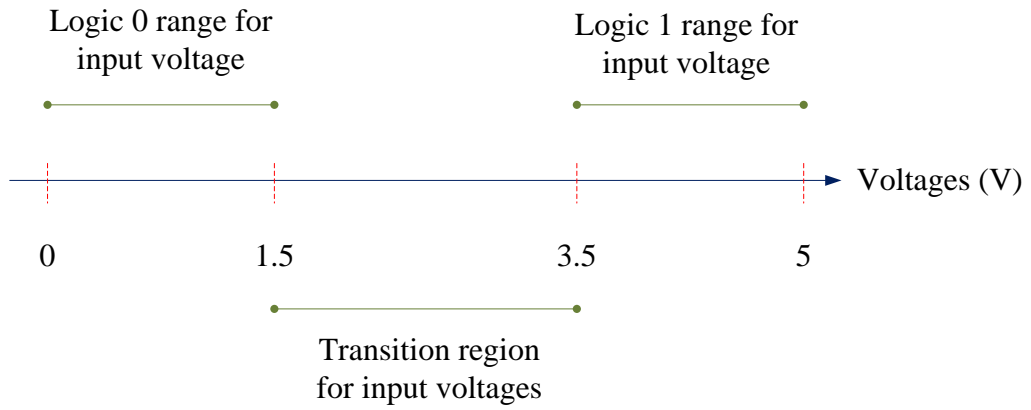 Logic 0 range for
input voltage
Logic 1 range for
input voltage
Voltages (V)
0
1.5
3.5
5
Transition region
for input voltages